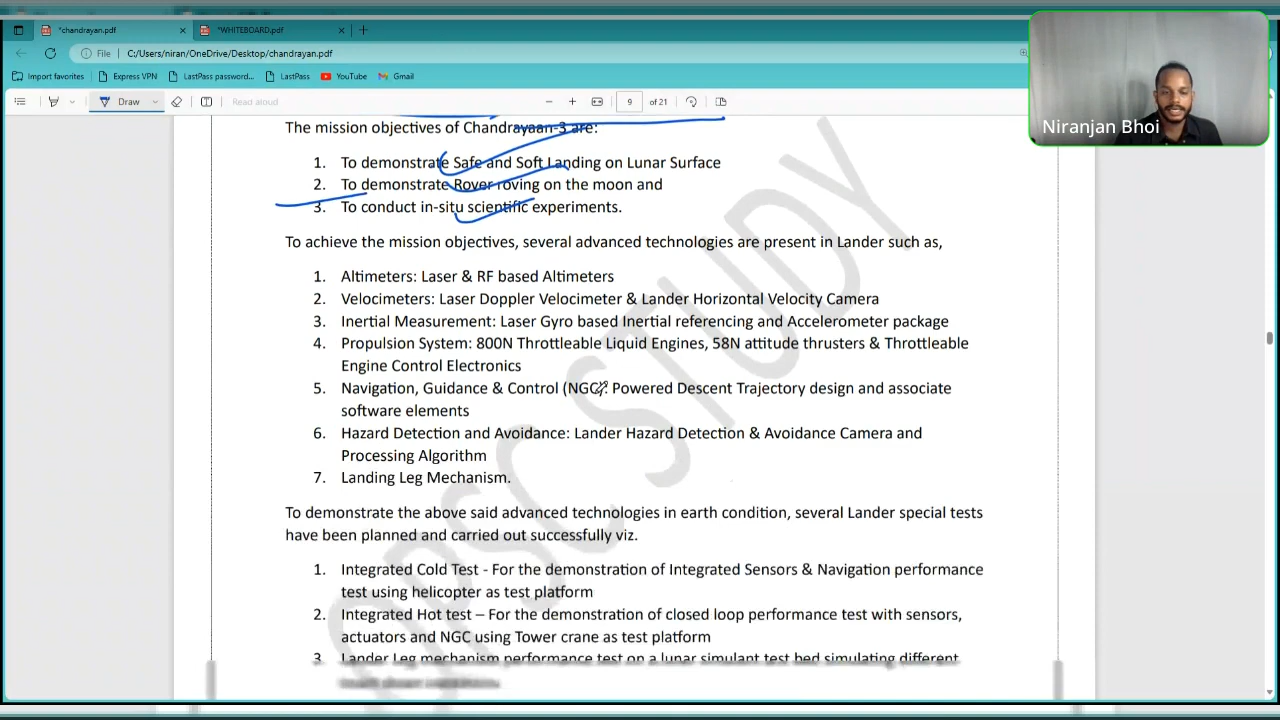 *chandrayan.pdf
*WHITEBOARD.pdf
File
C:/Users/niran/OneDrive/Desktop/chandrayan.pdf
Import favorites
Express VPN
LastPass password...
LastPass
YouTube
Gmail
Draw
Read aloud
9 of 21
Niranjan Bhoi
The mission objectives of Chandrayaan-3 are:
1. To demonstrate Safe and Soft Landing on Lunar Surface
2. To demonstrate Rover roving on the moon and
3. To conduct in-situ scientific experiments.
To achieve the mission objectives, several advanced technologies are present in Lander such as,
1. Altimeters: Laser & RF based Altimeters
2. Velocimeters: Laser Doppler Velocimeter & Lander Horizontal Velocity Camera
3. Inertial Measurement: Laser Gyro based Inertial referencing and Accelerometer package
4. Propulsion System: 800N Throttleable Liquid Engines, 58N attitude thrusters & Throttleable
Engine Control Electronics
5. Navigation, Guidance & Control (NGC): Powered Descent Trajectory design and associate
software elements
6. Hazard Detection and Avoidance: Lander Hazard Detection & Avoidance Camera and
Processing Algorithm
7. Landing Leg Mechanism.
To demonstrate the above said advanced technologies in earth condition, several Lander special tests
have been planned and carried out successfully viz.
1. Integrated Cold Test - For the demonstration of Integrated Sensors & Navigation performance
test using helicopter as test platform
2. Integrated Hot test – For the demonstration of closed loop performance test with sensors,
actuators and NGC using Tower crane as test platform
3. Lander Leg mechanism performance test on a lunar simulant test bed simulating different
OPSC STUDY